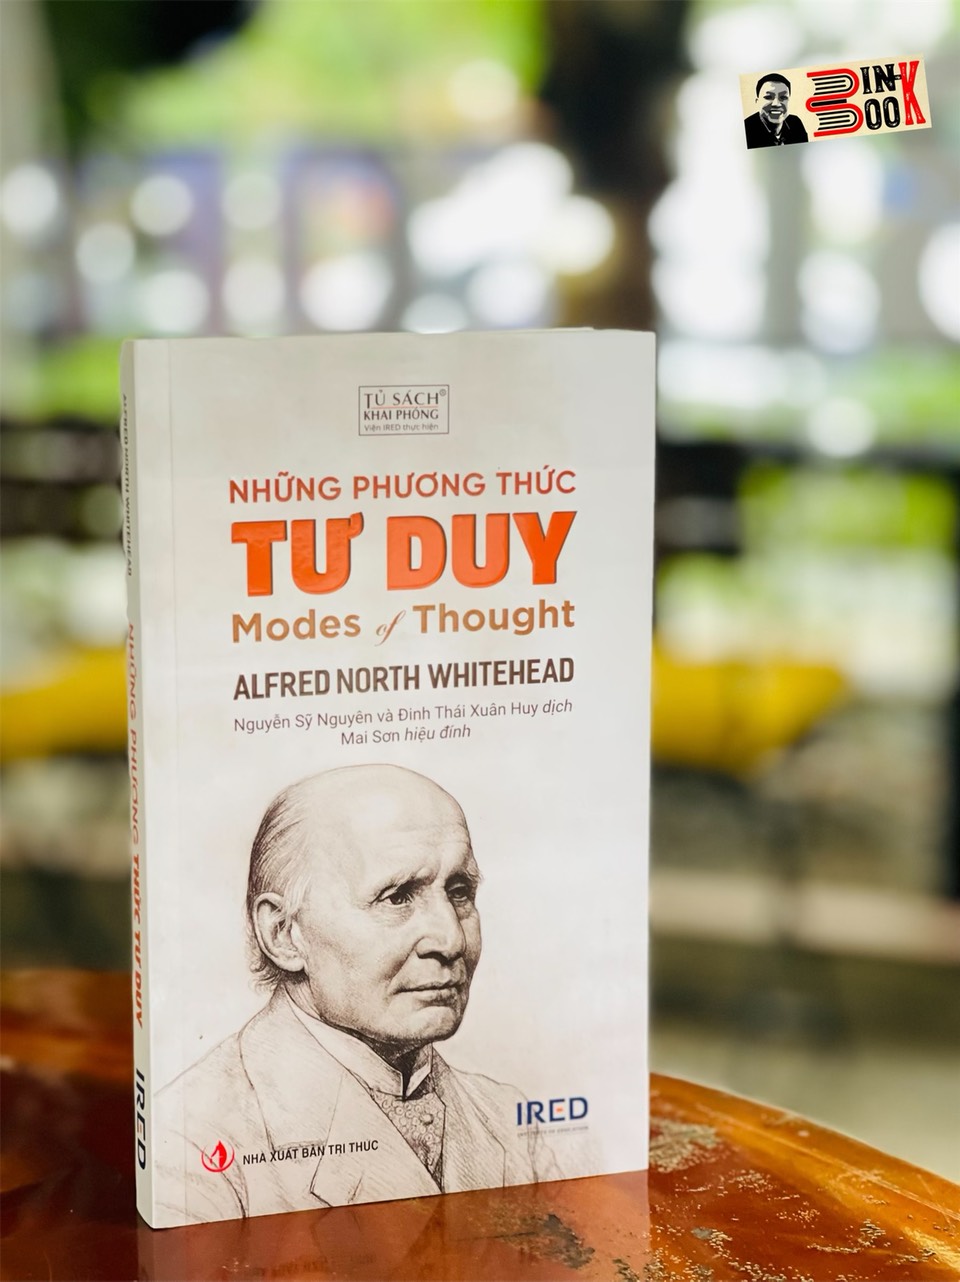 BIN-BOOK
TỦ SÁCH®
KHAI PHÓNG
Viện IRED thực hiện
NHỮNG PHƯƠNG THỨC
TƯ DUY
Modes of Thought
ALFRED NORTH WHITEHEAD
Nguyễn Sỹ Nguyên và Đinh Thái Xuân Huy dịch
Mai Sơn hiệu đính
IRED
NHÀ XUẤT BẢN TRI THỨC
ALFRED NORTH WHITEHEAD
NHỮNG PHƯƠNG THỨC TƯ DUY
IRED